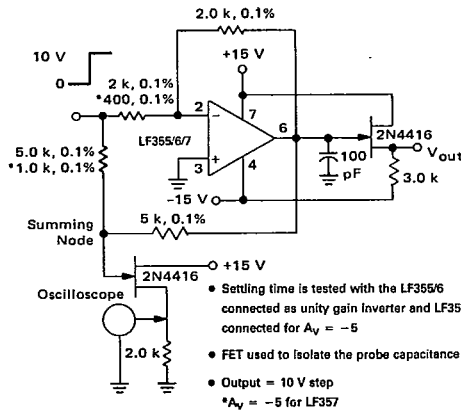 2.0 k, 0.1%
+15 V
10 V
0
2 k, 0.1%
*400, 0.1%
2
7
2N4416
LF355/6/7
6
Vout
5.0 k, 0.1%
*1.0 k, 0.1%
3
4
100
pF
3.0 k
-15 V
5 k, 0.1%
Summing
Node
+15 V
2N4416
Oscilloscope
2.0 k
• Settling time is tested with the LF355/6
connected as unity gain inverter and LF35
connected for AV = −5
• FET used to isolate the probe capacitance
• Output = 10 V step
*AV = −5 for LF357